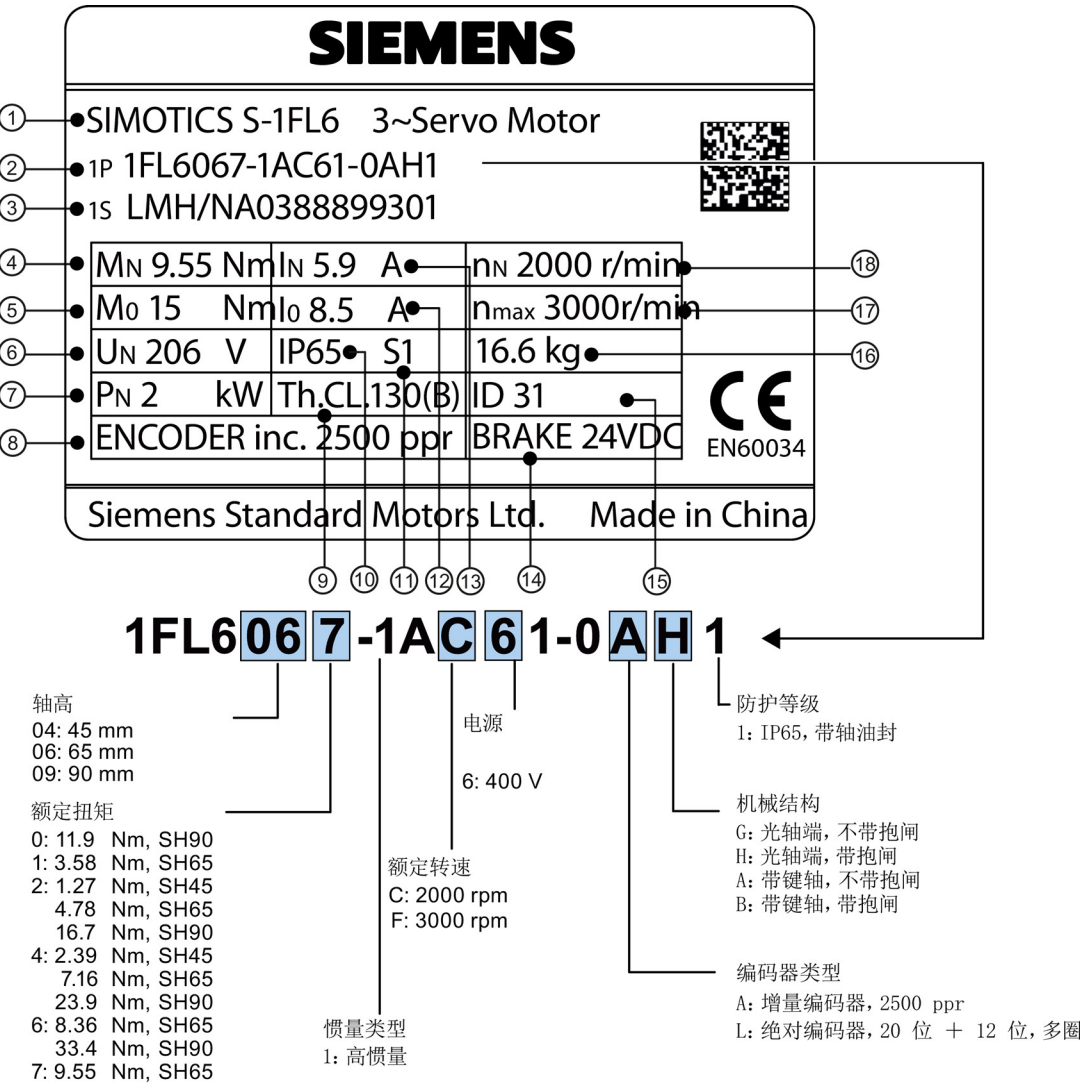 SIEMENS
① SIMOTICS S-1FL6 3~Servo Motor
② 1P 1FL6067-1AC61-0AH1
③ 1S LMH/NA0388899301
④ MN 9.55 Nm IN 5.9 A nN 2000 r/min ⑱
⑤ M0 15 Nm I0 8.5 A nmax 3000r/min ⑰
⑥ UN 206 V IP65 S1 16.6 kg ⑯
⑦ PN 2 kW Th.CL.130(B) ID 31
⑧ ENCODER inc. 2500 ppr BRAKE 24VDC
CE
EN60034
Siemens Standard Motors Ltd. Made in China
⑨ ⑩ ⑪ ⑫ ⑬ ⑭ ⑮
1FL6067-1AC61-0AH1
轴高
04: 45 mm
06: 65 mm
09: 90 mm
额定扭矩
0: 11.9 Nm, SH90
1: 3.58 Nm, SH65
2: 1.27 Nm, SH45
4.78 Nm, SH65
16.7 Nm, SH90
4: 2.39 Nm, SH45
7.16 Nm, SH65
23.9 Nm, SH90
6: 8.36 Nm, SH65
33.4 Nm, SH90
7: 9.55 Nm, SH65
惯量类型
1: 高惯量
额定转速
C: 2000 rpm
F: 3000 rpm
电源
6: 400 V
防护等级
1: IP65, 带轴油封
机械结构
G: 光轴端, 不带抱闸
H: 光轴端, 带抱闸
A: 带键轴, 不带抱闸
B: 带键轴, 带抱闸
编码器类型
A: 增量编码器, 2500 ppr
L: 绝对编码器, 20 位 + 12 位, 多圈